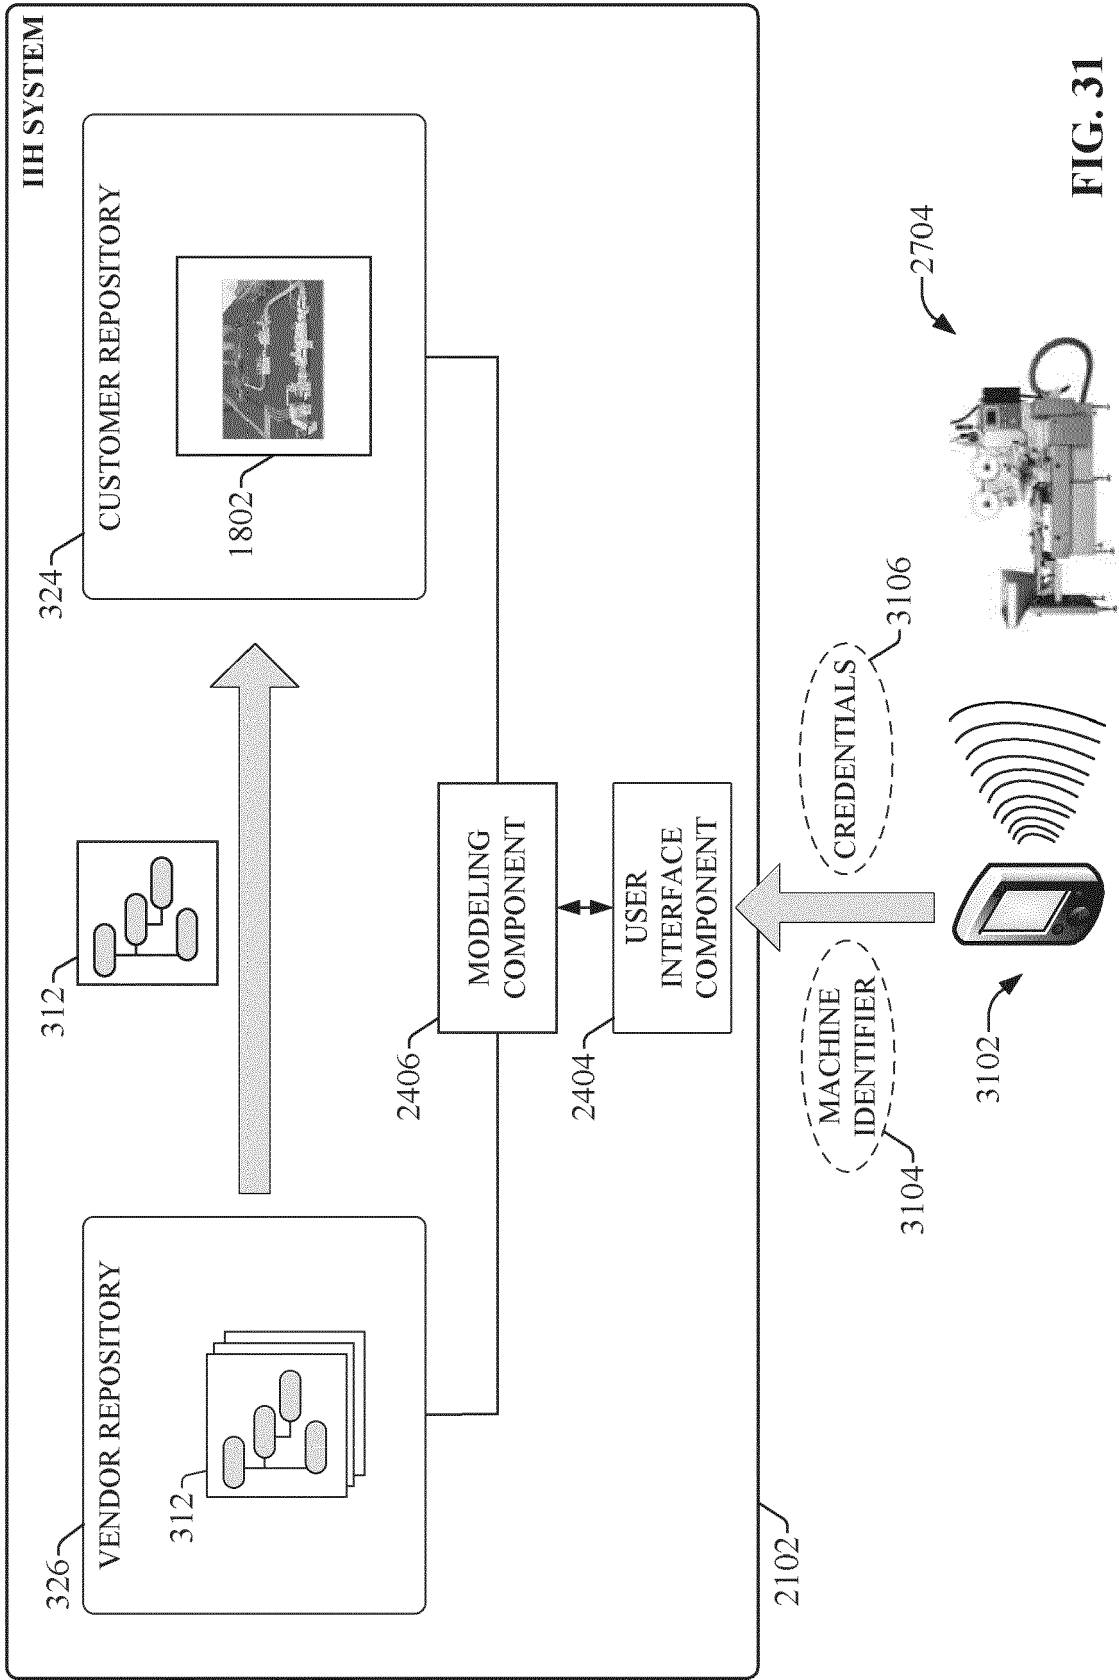 IIH SYSTEM
326
VENDOR REPOSITORY
312
312
324
CUSTOMER REPOSITORY
1802
2406
MODELING
COMPONENT
2404
USER
INTERFACE
COMPONENT
2102
3104
MACHINE
IDENTIFIER
CREDENTIALS
3106
3102
2704
FIG. 31